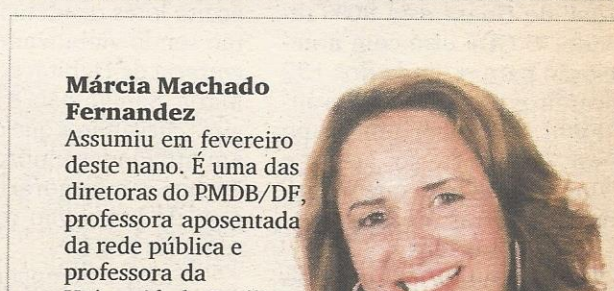 Márcia Machado
Fernandez
Assumiu em fevereiro
deste nano. É uma das
diretoras do PMDB/DF,
professora aposentada
da rede pública e
professora da